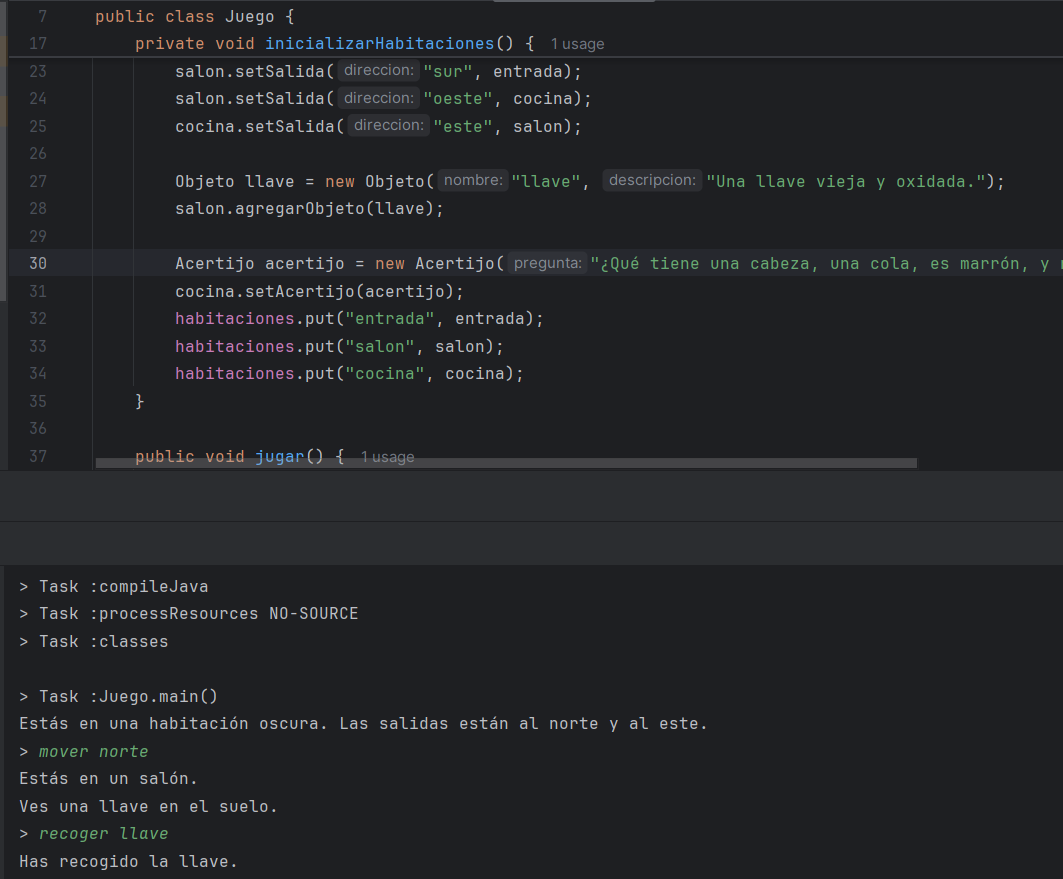 7 public class Juego {
17 private void inicializarHabitaciones() { 1 usage
23 salon.setSalida( direccion: "sur", entrada);
24 salon.setSalida( direccion: "oeste", cocina);
25 cocina.setSalida( direccion: "este", salon);
26
27 Objeto llave = new Objeto( nombre: "llave", descripcion: "Una llave vieja y oxidada.");
28 salon.agregarObjeto(llave);
29
30 Acertijo acertijo = new Acertijo( pregunta: "¿Qué tiene una cabeza, una cola, es marrón, y
31 cocina.setAcertijo(acertijo);
32 habitaciones.put("entrada", entrada);
33 habitaciones.put("salon", salon);
34 habitaciones.put("cocina", cocina);
35 }
36
37 public void jugar() { 1 usage
> Task :compileJava
> Task :processResources NO-SOURCE
> Task :classes
> Task :Juego.main()
Estás en una habitación oscura. Las salidas están al norte y al este.
> mover norte
Estás en un salón.
Ves una llave en el suelo.
> recoger llave
Has recogido la llave.